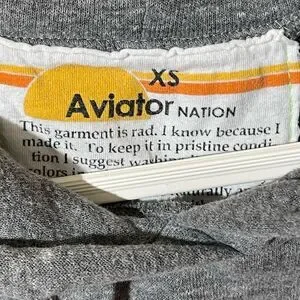 XS
Aviator NATION
This garment is rad. I know because I
made it. To keep it in pristine condi-
tion I suggest
colors